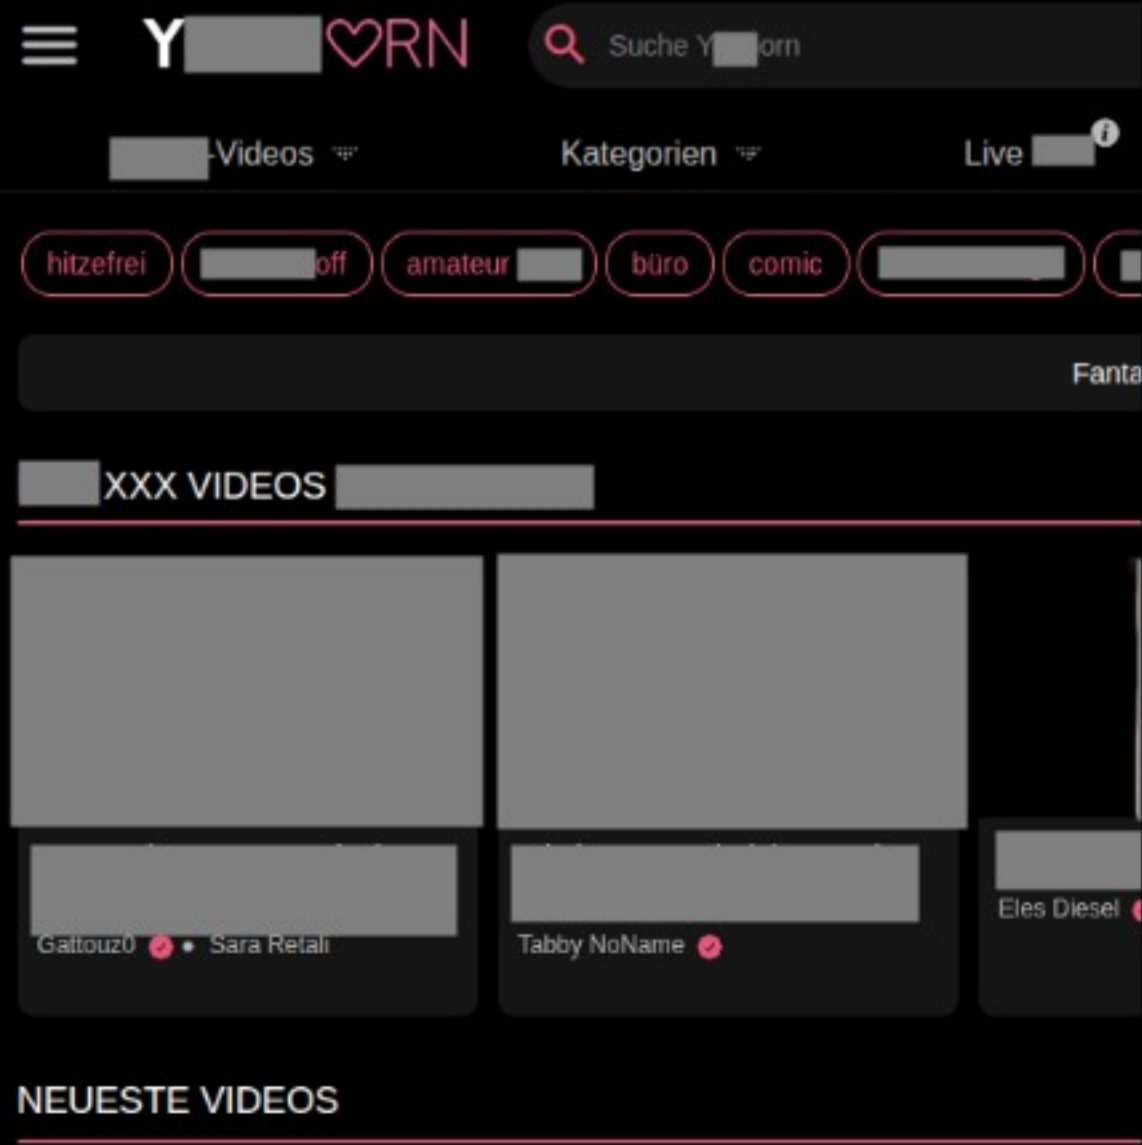 Y ♡RN
Suche Y orn
-Videos Kategorien Live
hitzefrei off amateur büro comic
Fanta
XXX VIDEOS
Gattouz0 • Sara Retali
Tabby NoName
Eles Diesel
NEUESTE VIDEOS